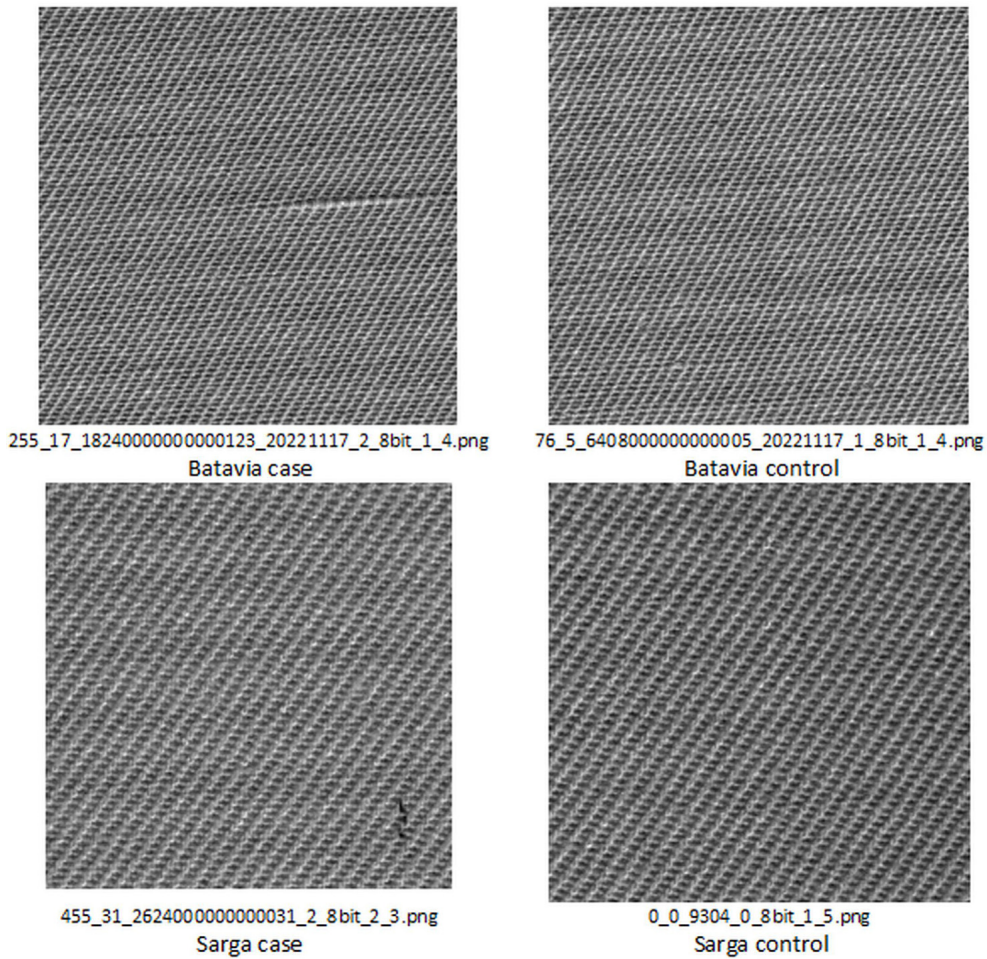 255_17_18240000000000123_20221117_2_8bit_1_4.png
76_5_6408000000000005_20221117_1_8bit_1_4.png
Batavia case
Batavia control
455_31_2624000000000031_2_8bit_2_3.png
0_0_9304_0_8bit_1_5.png
Sarga case
Sarga control